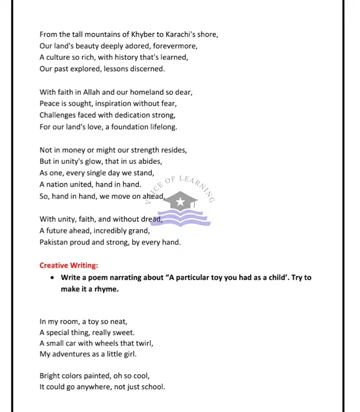 From the tall mountains of Khyber to Karachi's shore,
Our land's beauty deeply adored, forevermore,
A culture so rich, with history that's learned,
Our past explored, lessons discerned.
With faith in Allah and our homeland so dear,
Peace is sought, inspiration without fear,
Challenges faced with dedication strong,
For our land's love, a foundation lifelong.
Not in money or might our strength resides,
But in unity's glow, that in us abides,
As one, every single day we stand,
A nation united, hand in hand.
So, hand in hand, we move on ahead,
VOICE OF LEARNING
With unity, faith, and without dread,
A future ahead, incredibly grand,
Pakistan proud and strong, by every hand.
Creative Writing:
• Write a poem narrating about “A particular toy you had as a child’. Try to
make it a rhyme.
In my room, a toy so neat,
A special thing, really sweet.
A small car with wheels that twirl,
My adventures as a little girl.
Bright colors painted, oh so cool,
It could go anywhere, not just school.